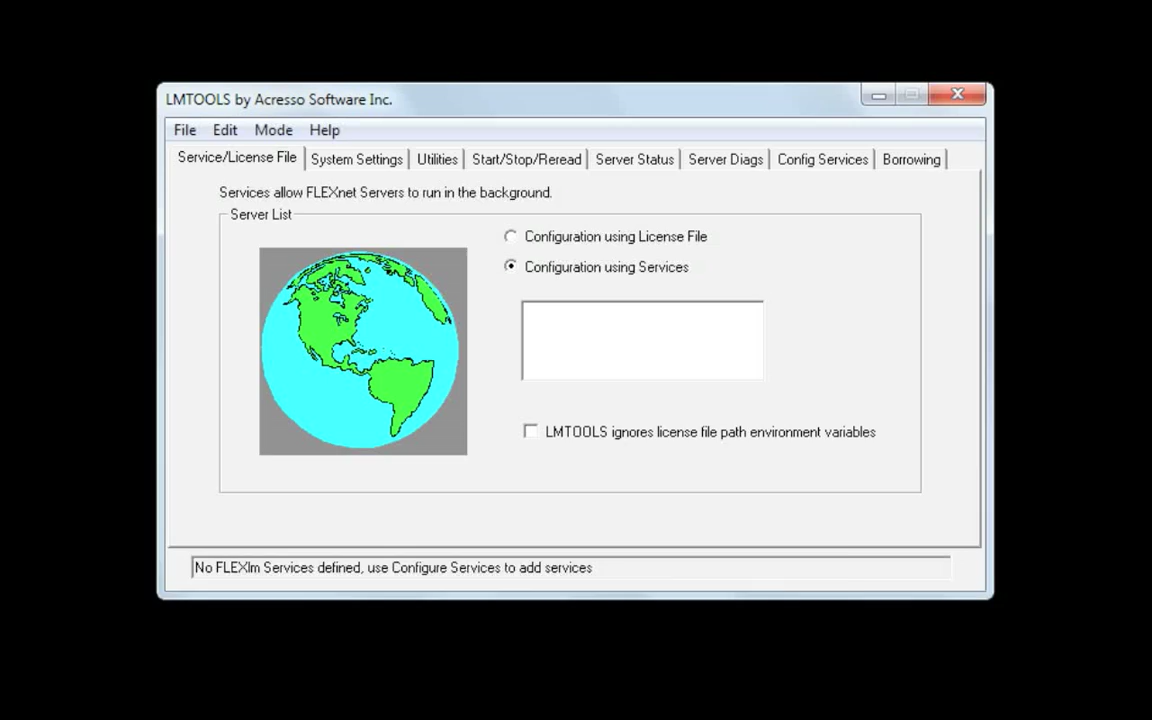 LMTOOLS by Acresso Software Inc.
File Edit Mode Help
Service/License File System Settings Utilities Start/Stop/Reread Server Status Server Diags Config Services Borrowing
Services allow FLEXnet Servers to run in the background.
Server List
Configuration using License File
Configuration using Services
LMTOOLS ignores license file path environment variables
No FLEXlm Services defined, use Configure Services to add services